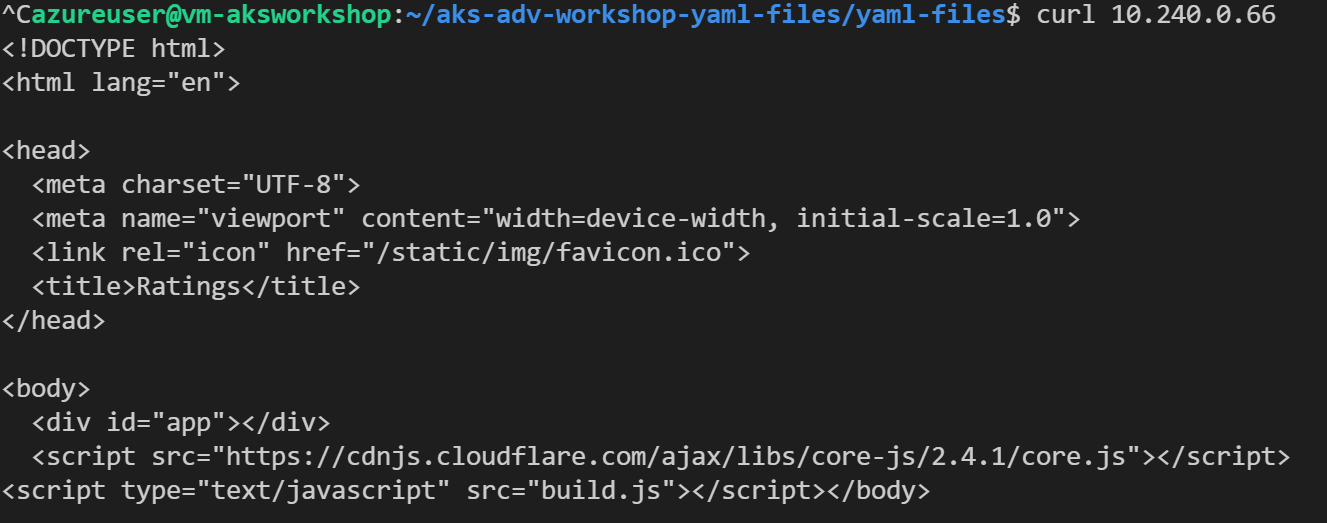 ^Cazureuser@vm-aksworkshop:~/aks-adv-workshop-yaml-files/yaml-files$ curl 10.240.0.66
<!DOCTYPE html>
<html lang="en">

<head>
  <meta charset="UTF-8">
  <meta name="viewport" content="width=device-width, initial-scale=1.0">
  <link rel="icon" href="/static/img/favicon.ico">
  <title>Ratings</title>
</head>

<body>
  <div id="app"></div>
  <script src="https://cdnjs.cloudflare.com/ajax/libs/core-js/2.4.1/core.js"></script>
<script type="text/javascript" src="build.js"></script></body>